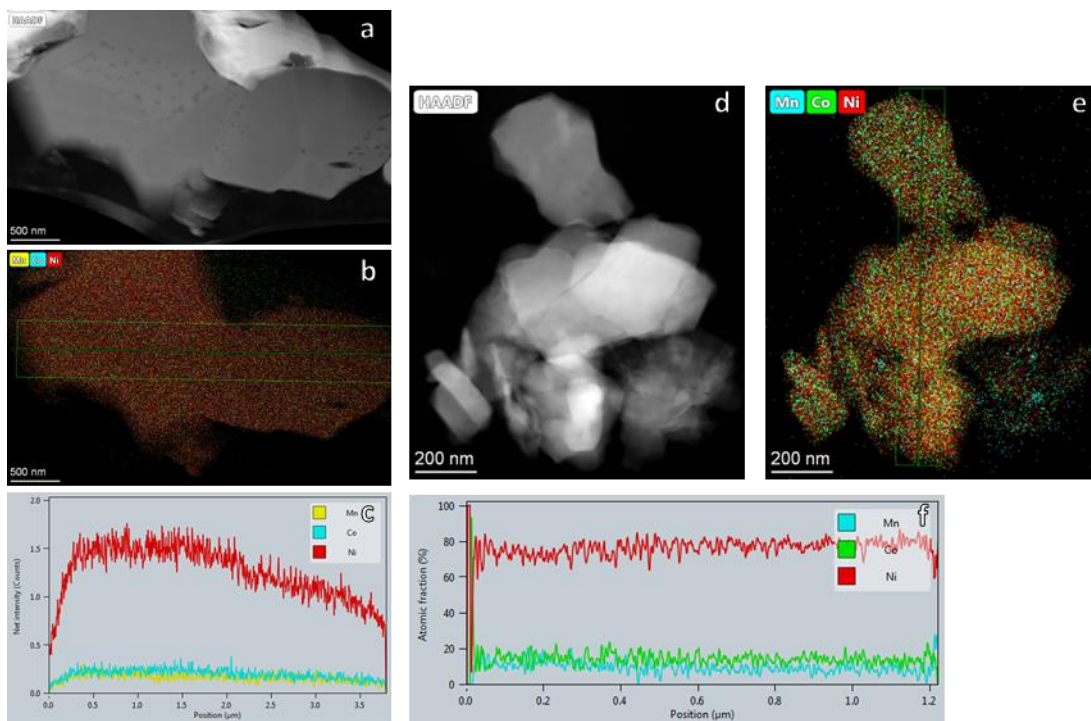 HAADF
a
500 nm
Mn Co Ni
b
500 nm
c
Net intensity (Counts)
2.0
1.5
1.0
0.5
0.0
Mn
Co
Ni
0.0 0.5 1.0 1.5 2.0 2.5 3.0 3.5
Position (µm)
HAADF
d
200 nm
Mn Co Ni
e
200 nm
f
Atomic fraction (%)
100
80
60
40
20
0
Mn
Co
Ni
0.0 0.2 0.4 0.6 0.8 1.0 1.2
Position (µm)